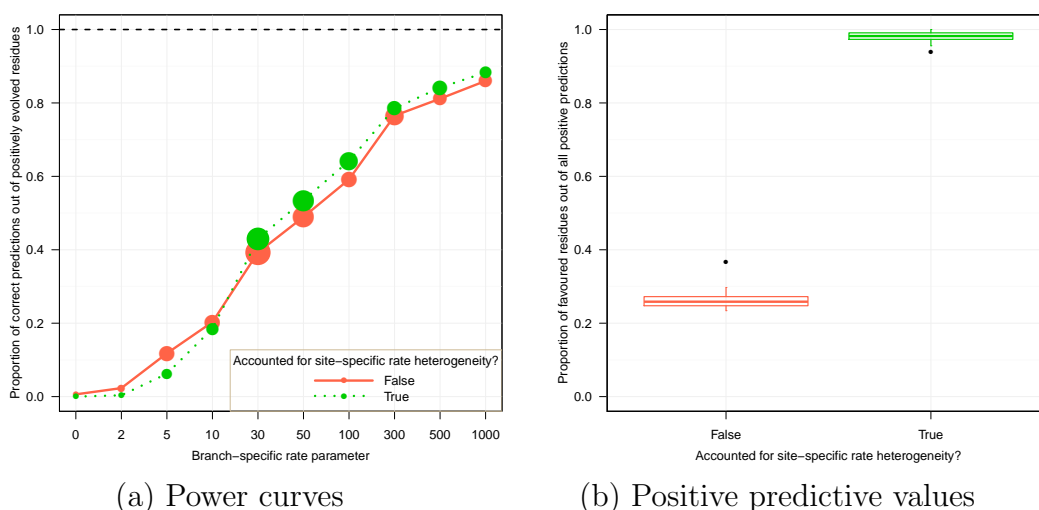 Proportion of correct predictions out of positively evolved residues
1.0
0.8
0.6
0.4
0.2
0.0
Accounted for site−specific rate heterogeneity?
False
True
0 2 5 10 30 50 100 300 500 1000
Branch−specific rate parameter
(a) Power curves
Proportion of favoured residues out of all positive predictions
1.0
0.8
0.6
0.4
0.2
0.0
False True
Accounted for site−specific rate heterogeneity?
(b) Positive predictive values